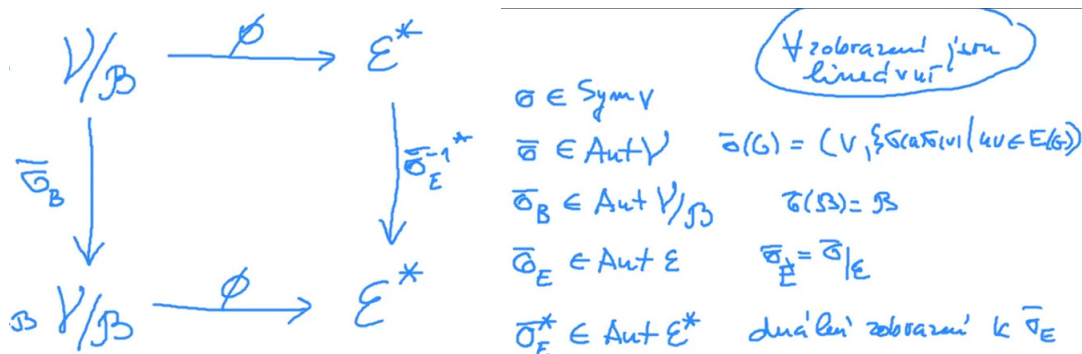 𝒱/ℬ ϕ ℰ*
σ̄_B σ̄_E^{-1*}
ℬ 𝒱/ℬ ϕ ℰ*
∀ zobrazení jsou
lineární
σ ∈ Sym V
σ̄ ∈ Aut 𝒱 σ̄(G) = (V, {σ(u)σ(v) | uv ∈ E(G)})
σ̄_B ∈ Aut 𝒱/ℬ σ̄(ℬ) = ℬ
σ̄_E ∈ Aut ℰ σ̄_E = σ̄|_ℰ
σ̄_E^* ∈ Aut ℰ* duální zobrazení k σ̄_E